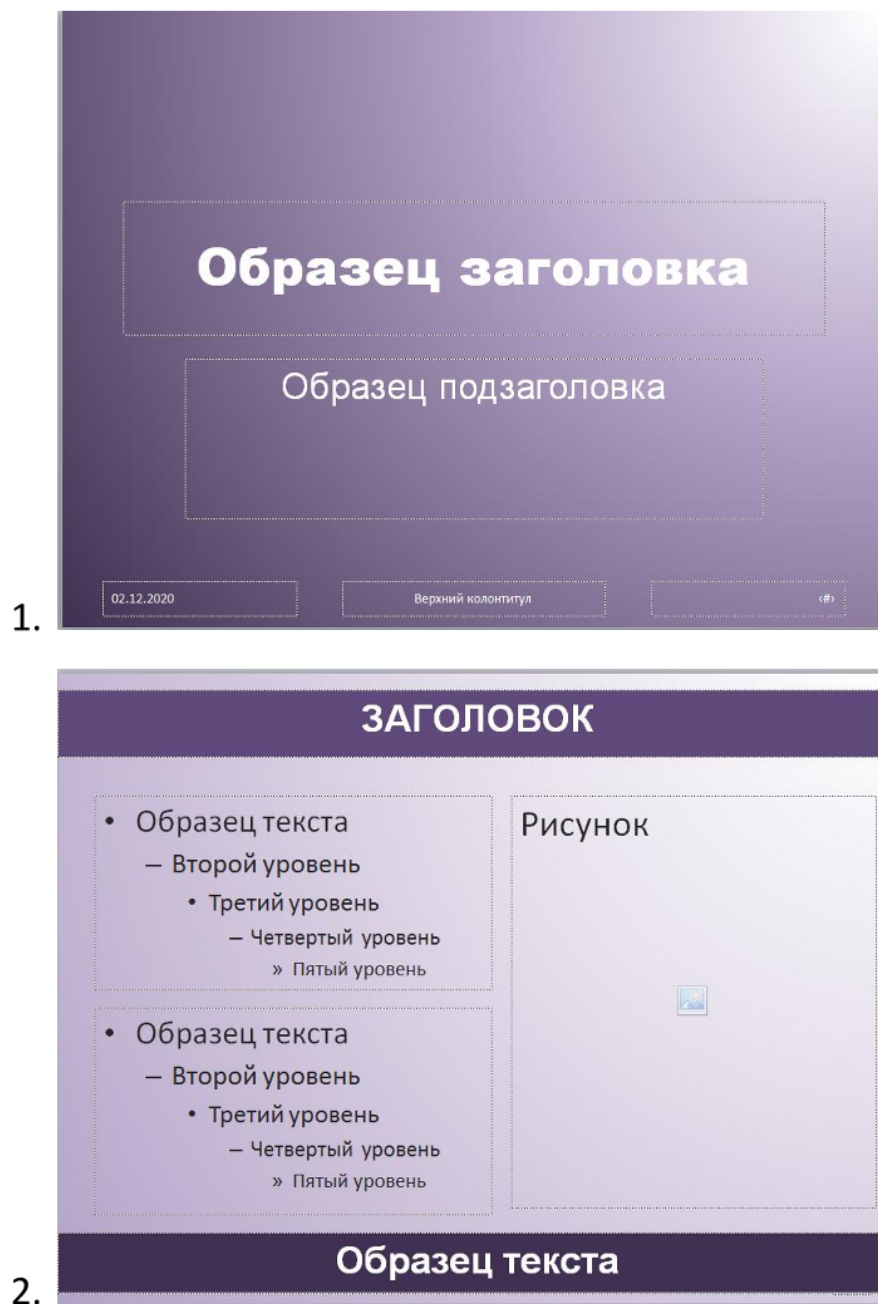 Образец заголовка
Образец подзаголовка
02.12.2020 Верхний колонтитул ‹#›
1.
ЗАГОЛОВОК
• Образец текста
– Второй уровень
• Третий уровень
– Четвертый уровень
» Пятый уровень
Рисунок
• Образец текста
– Второй уровень
• Третий уровень
– Четвертый уровень
» Пятый уровень
Образец текста
2.